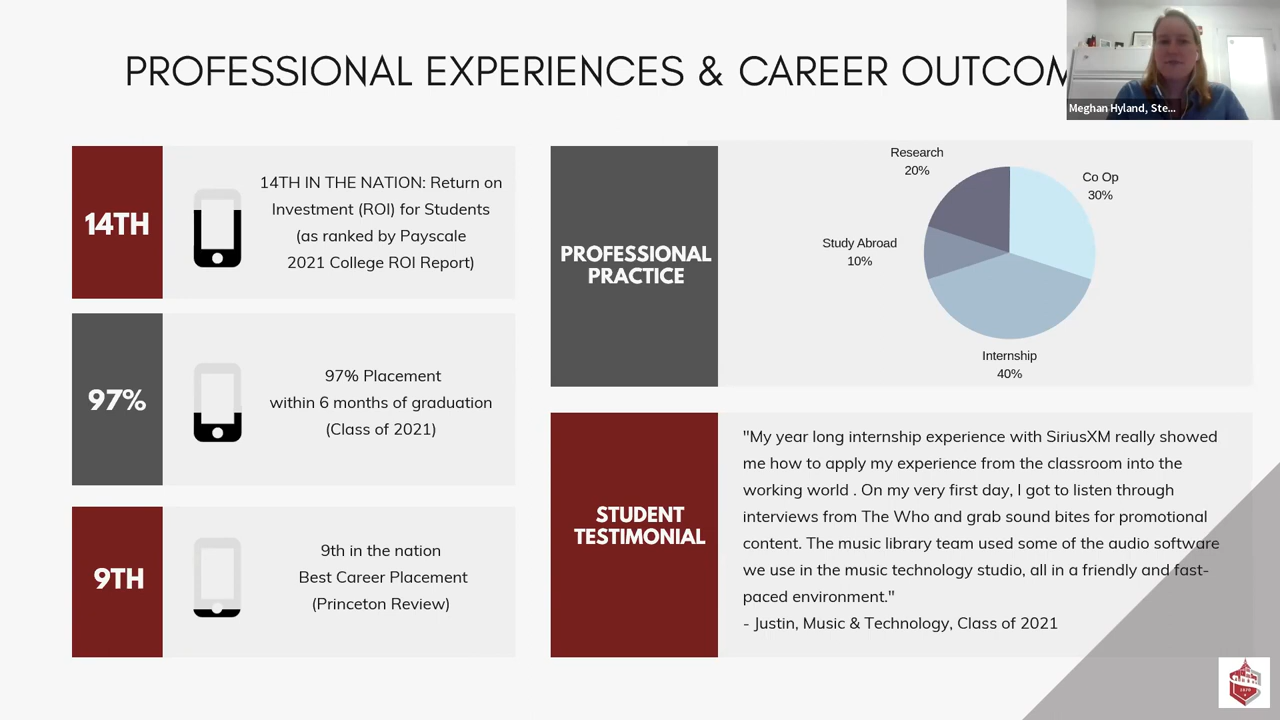 PROFESSIONAL EXPERIENCES & CAREER OUTCOM
Meghan Hyland, Ste...
14TH
14TH IN THE NATION: Return on
Investment (ROI) for Students
(as ranked by Payscale
2021 College ROI Report)
97%
97% Placement
within 6 months of graduation
(Class of 2021)
9TH
9th in the nation
Best Career Placement
(Princeton Review)
PROFESSIONAL
PRACTICE
Research
20%
Co Op
30%
Study Abroad
10%
Internship
40%
STUDENT
TESTIMONIAL
"My year long internship experience with SiriusXM really showed
me how to apply my experience from the classroom into the
working world . On my very first day, I got to listen through
interviews from The Who and grab sound bites for promotional
content. The music library team used some of the audio software
we use in the music technology studio, all in a friendly and fast-
paced environment."
- Justin, Music & Technology, Class of 2021
1870